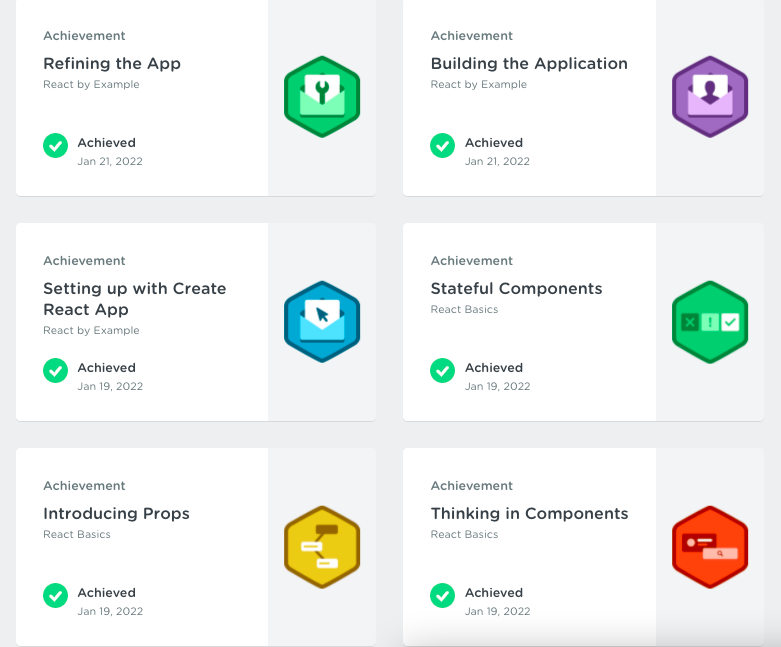 Achievement
Refining the App
React by Example
Achieved
Jan 21, 2022
Achievement
Building the Application
React by Example
Achieved
Jan 21, 2022
Achievement
Setting up with Create
React App
React by Example
Achieved
Jan 19, 2022
Achievement
Stateful Components
React Basics
Achieved
Jan 19, 2022
Achievement
Introducing Props
React Basics
Achieved
Jan 19, 2022
Achievement
Thinking in Components
React Basics
Achieved
Jan 19, 2022